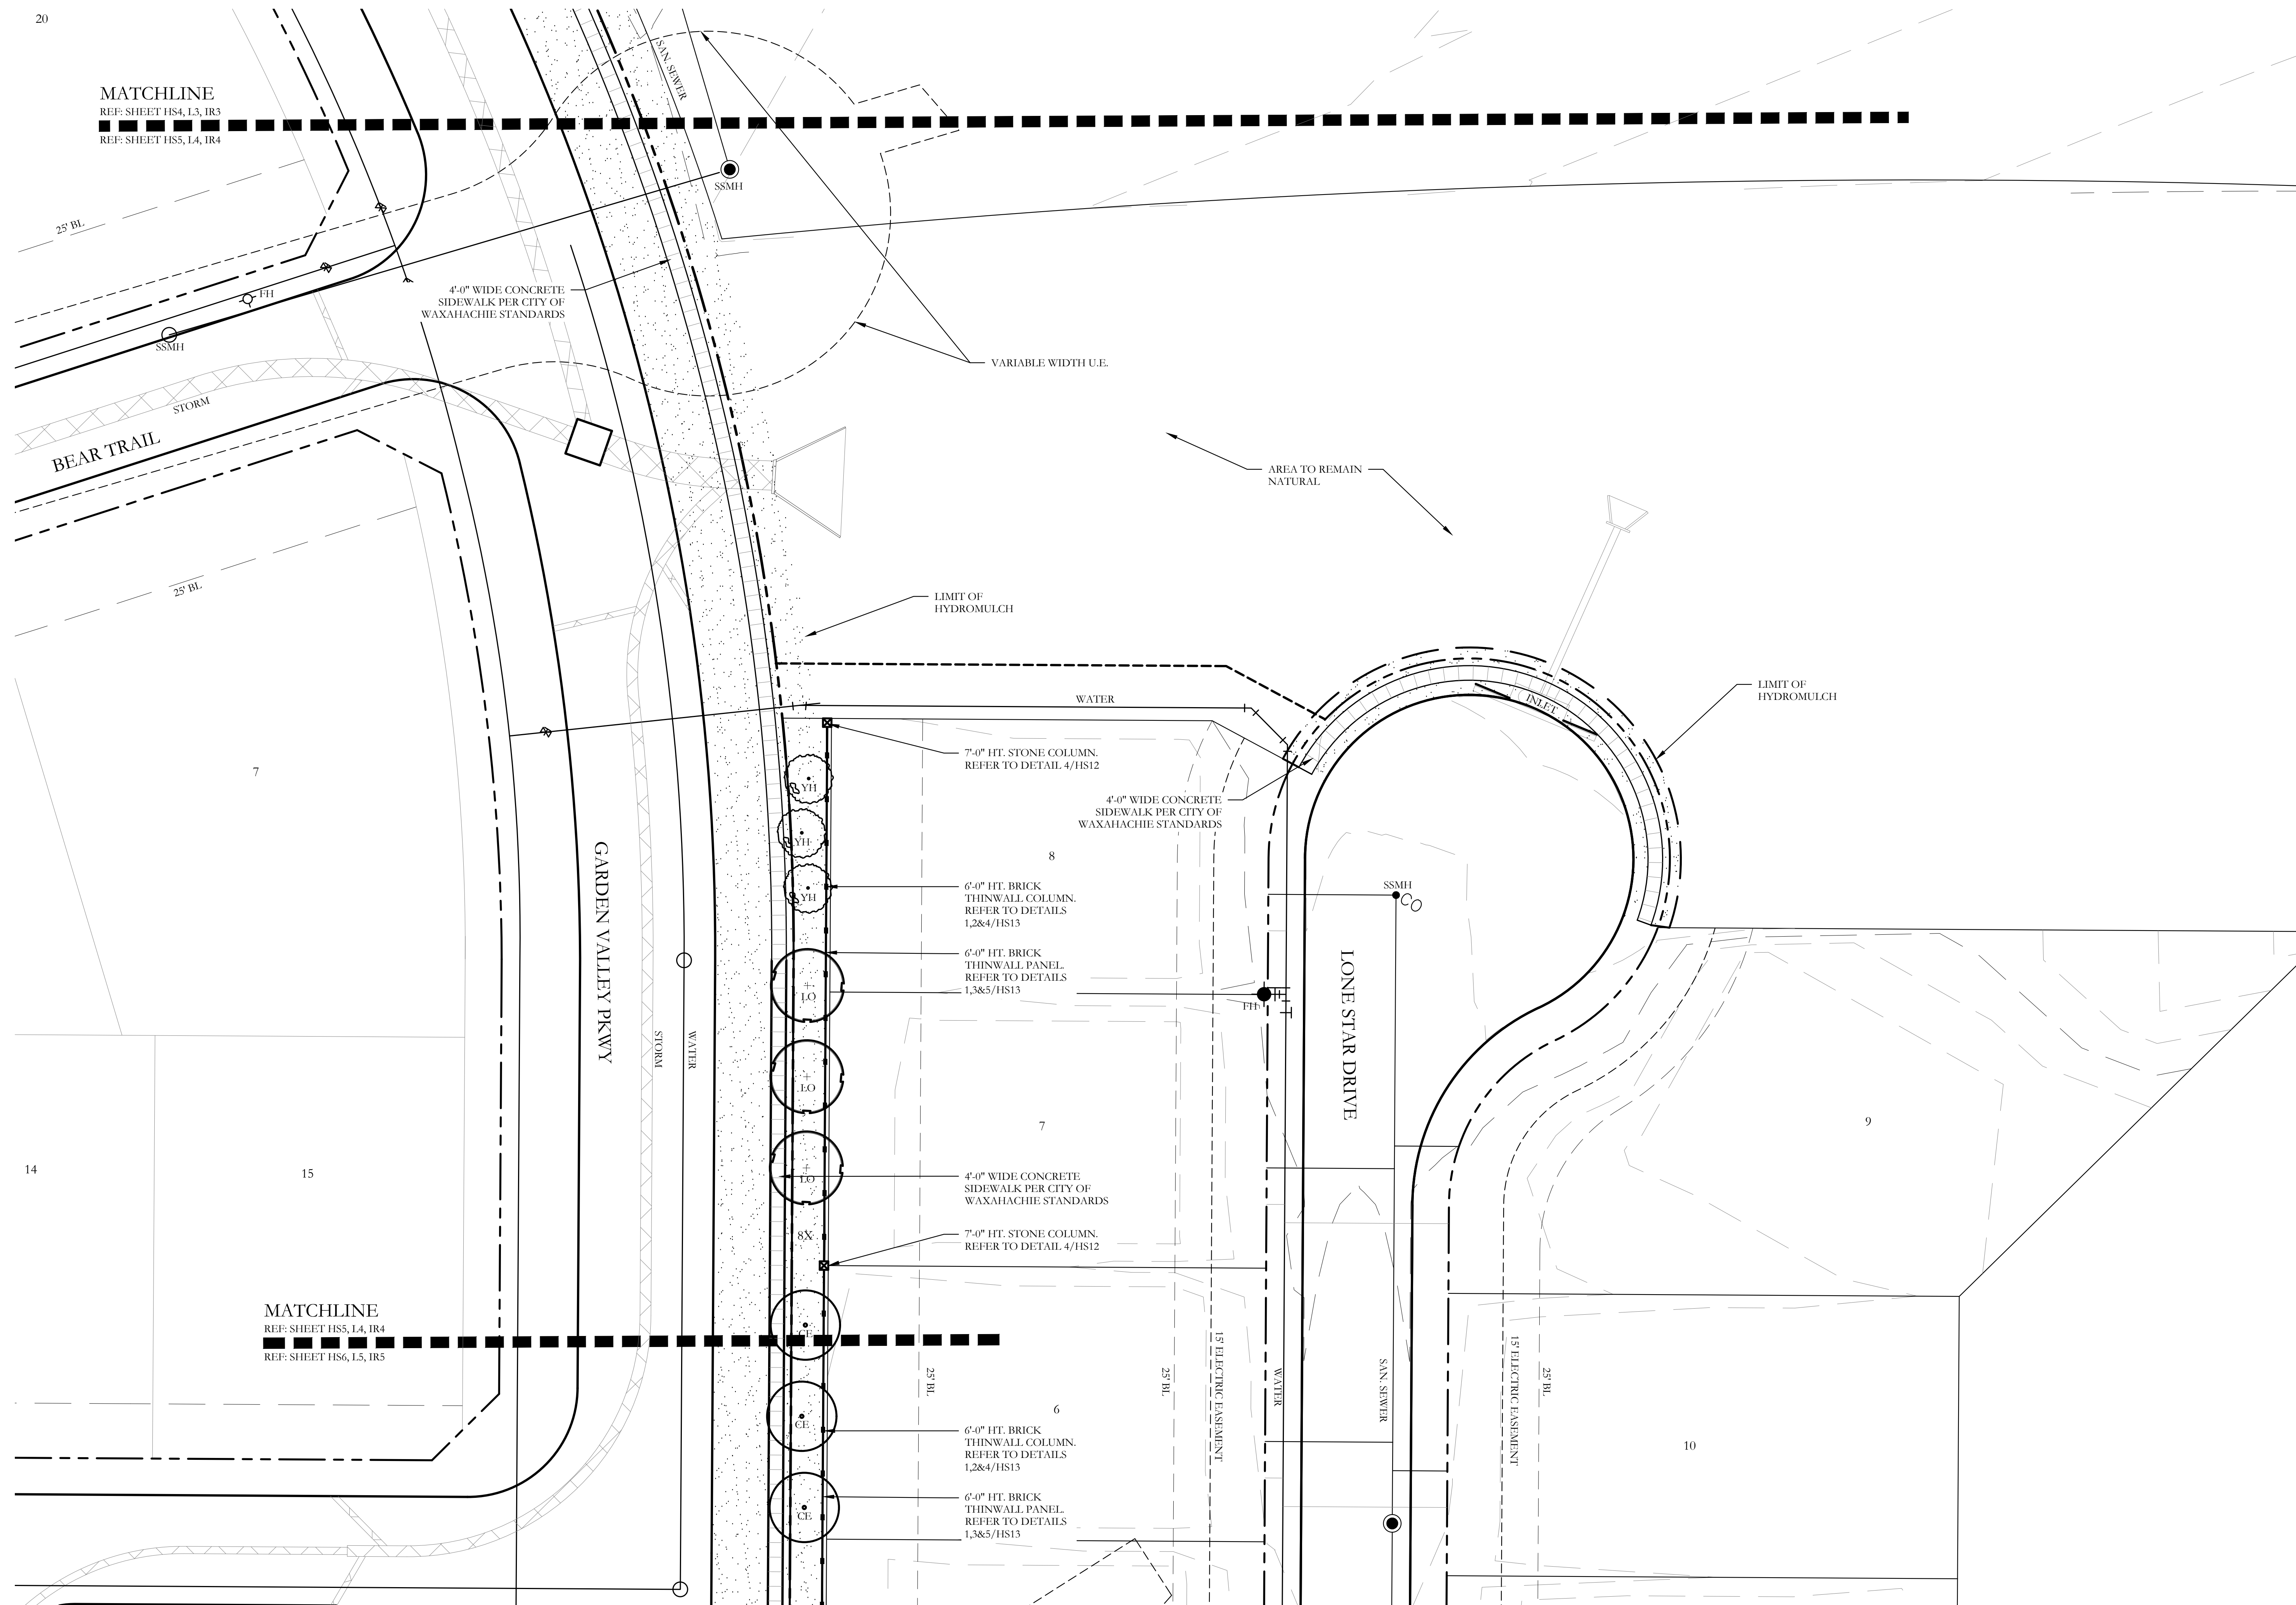 20
MATCHLINE
REF: SHEET HS4, L3, IR3
REF: SHEET HS5, L4, IR4
SAN. SEWER
SSMH
25' BL
FH
SSMH
4'-0" WIDE CONCRETE
SIDEWALK PER CITY OF
WAXAHACHIE STANDARDS
VARIABLE WIDTH U.E.
STORM
BEAR TRAIL
AREA TO REMAIN
NATURAL
25' BL
LIMIT OF
HYDROMULCH
LIMIT OF
HYDROMULCH
WATER
INLET
7'-0" HT. STONE COLUMN.
REFER TO DETAIL 4/HS12
7
YH
4'-0" WIDE CONCRETE
SIDEWALK PER CITY OF
WAXAHACHIE STANDARDS
YH
8
6'-0" HT. BRICK
THINWALL COLUMN.
REFER TO DETAILS
1,2&4/HS13
YH
SSMH
CO
GARDEN VALLEY PKWY
6'-0" HT. BRICK
THINWALL PANEL.
REFER TO DETAILS
1,3&5/HS13
LO
FH
LONE STAR DRIVE
STORM
WATER
LO
7
9
14
15
LO
4'-0" WIDE CONCRETE
SIDEWALK PER CITY OF
WAXAHACHIE STANDARDS
8X
7'-0" HT. STONE COLUMN.
REFER TO DETAIL 4/HS12
MATCHLINE
REF: SHEET HS5, L4, IR4
REF: SHEET HS6, L5, IR5
CE
25' BL
25' BL
15' ELECTRIC EASEMENT
WATER
SAN. SEWER
15' ELECTRIC EASEMENT
25' BL
6
CE
6'-0" HT. BRICK
THINWALL COLUMN.
REFER TO DETAILS
1,2&4/HS13
10
6'-0" HT. BRICK
THINWALL PANEL.
REFER TO DETAILS
1,3&5/HS13
CE